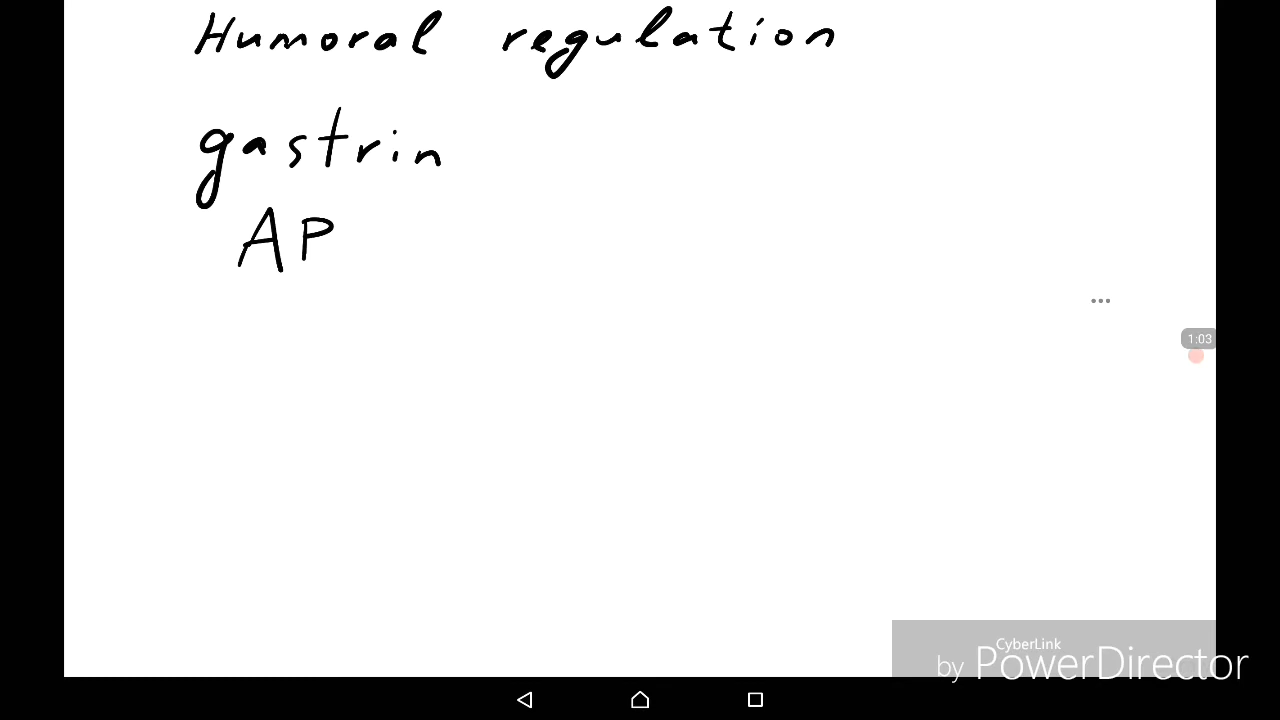 Humoral regulation
gastrin
AP
1:03
CyberLink
by PowerDirector